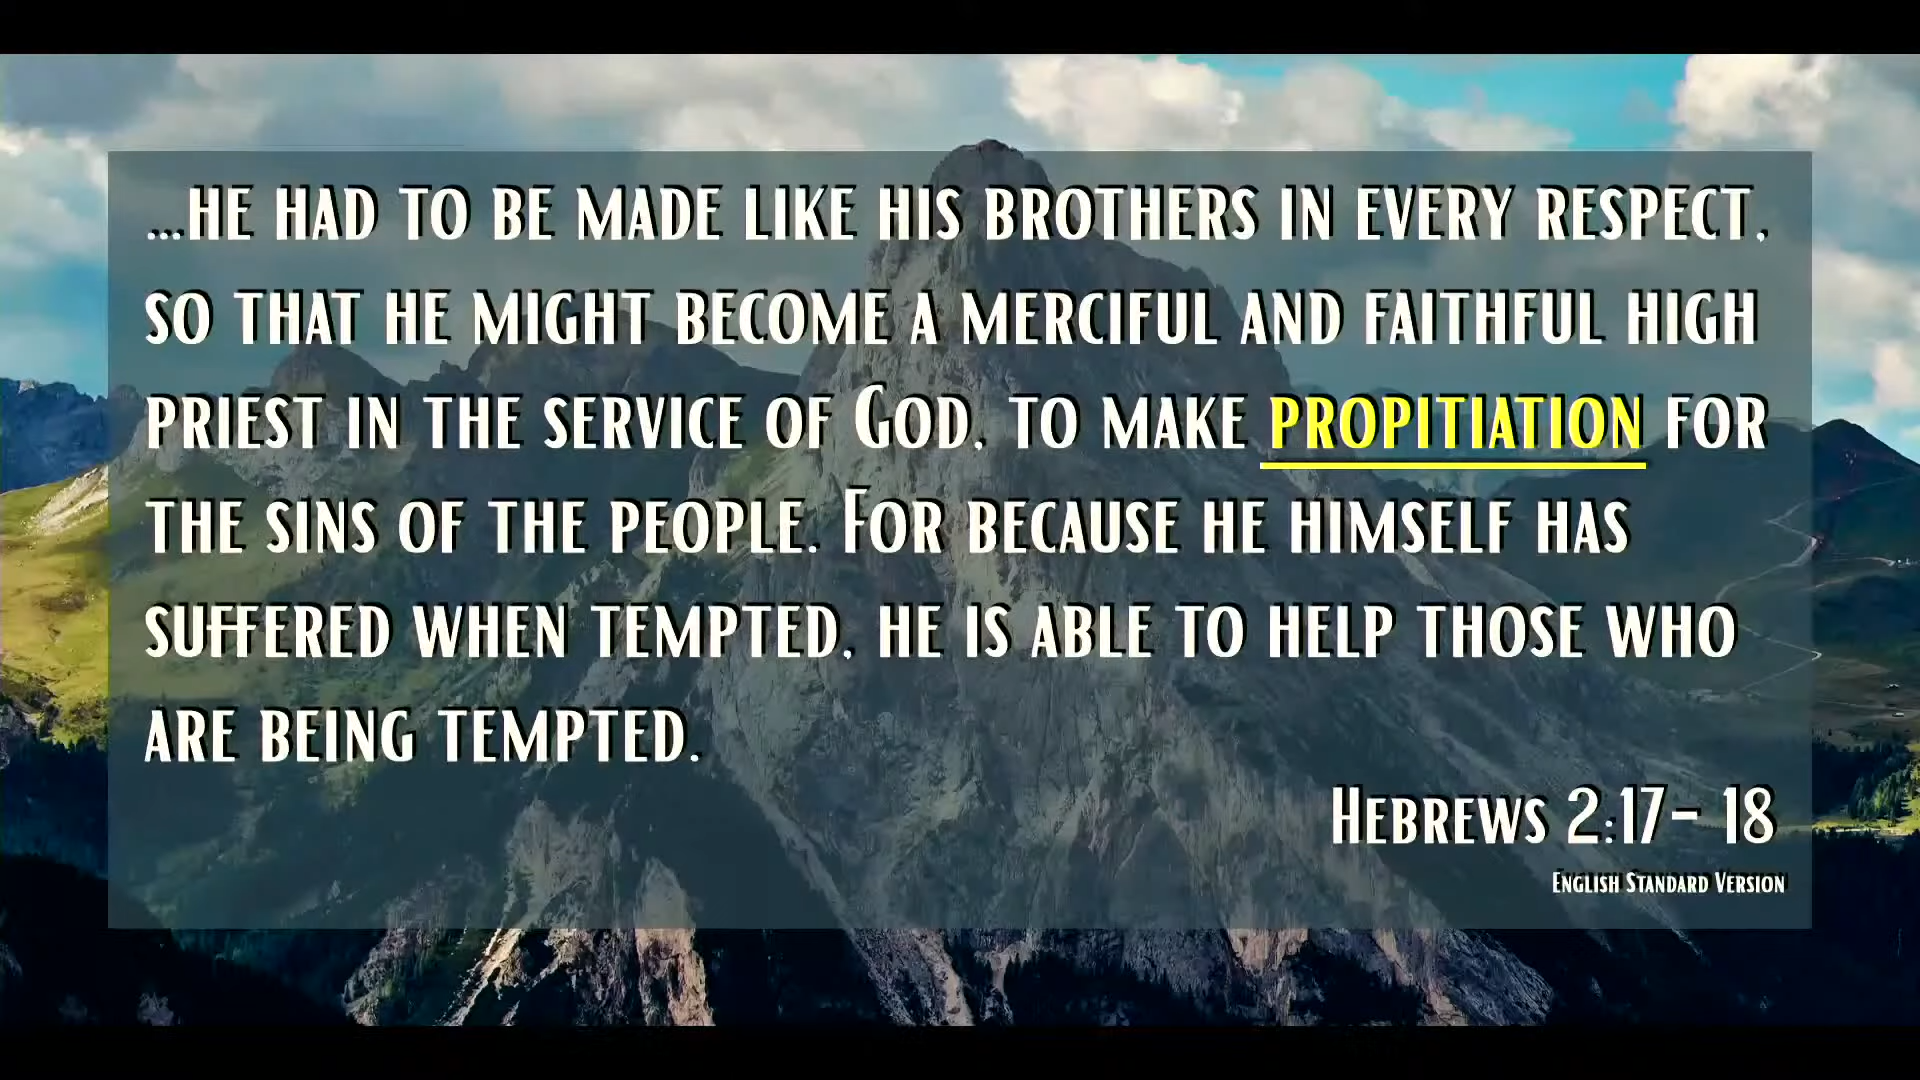 ...he had to be made like his brothers in every respect,
so that he might become a merciful and faithful high
priest in the service of God, to make propitiation for
the sins of the people. For because he himself has
suffered when tempted, he is able to help those who
are being tempted.
Hebrews 2:17- 18
English Standard Version